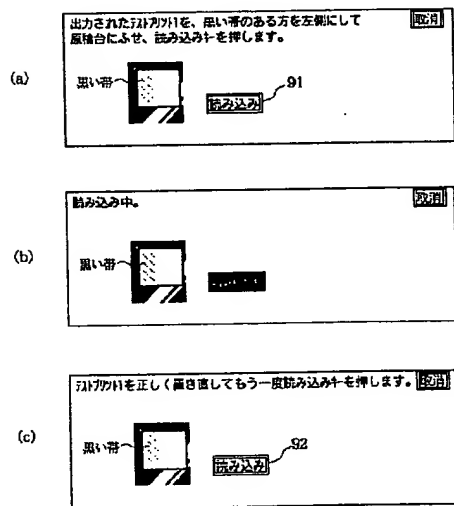 出力されたテストプリント1を、黒い帯のある方を左側にして
取消
原稿台にふせ、読み込みキーを押します。
(a)
黒い帯
91
読み込み
読み込み中。
取消
(b)
黒い帯
テストプリント1を正しく置き直してもう一度読み込みキーを押します。
取消
(c)
黒い帯
92
読み込み